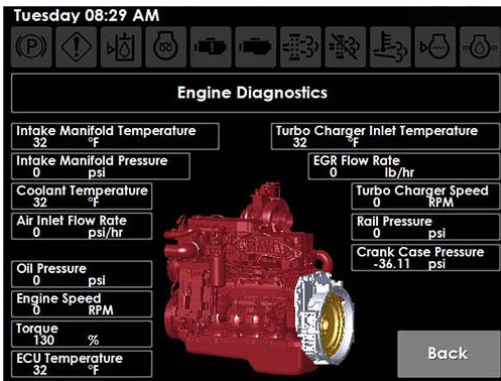 Tuesday 08:29 AM
(P)
Engine Diagnostics
Intake Manifold Temperature
32 °F
Turbo Charger Inlet Temperature
32 °F
Intake Manifold Pressure
0 psi
EGR Flow Rate
0 lb/hr
Coolant Temperature
32 °F
Turbo Charger Speed
0 RPM
Air Inlet Flow Rate
0 psi/hr
Rail Pressure
0 psi
Crank Case Pressure
-36.11 psi
Oil Pressure
0 psi
Engine Speed
0 RPM
Torque
130 %
ECU Temperature
32 °F
Back